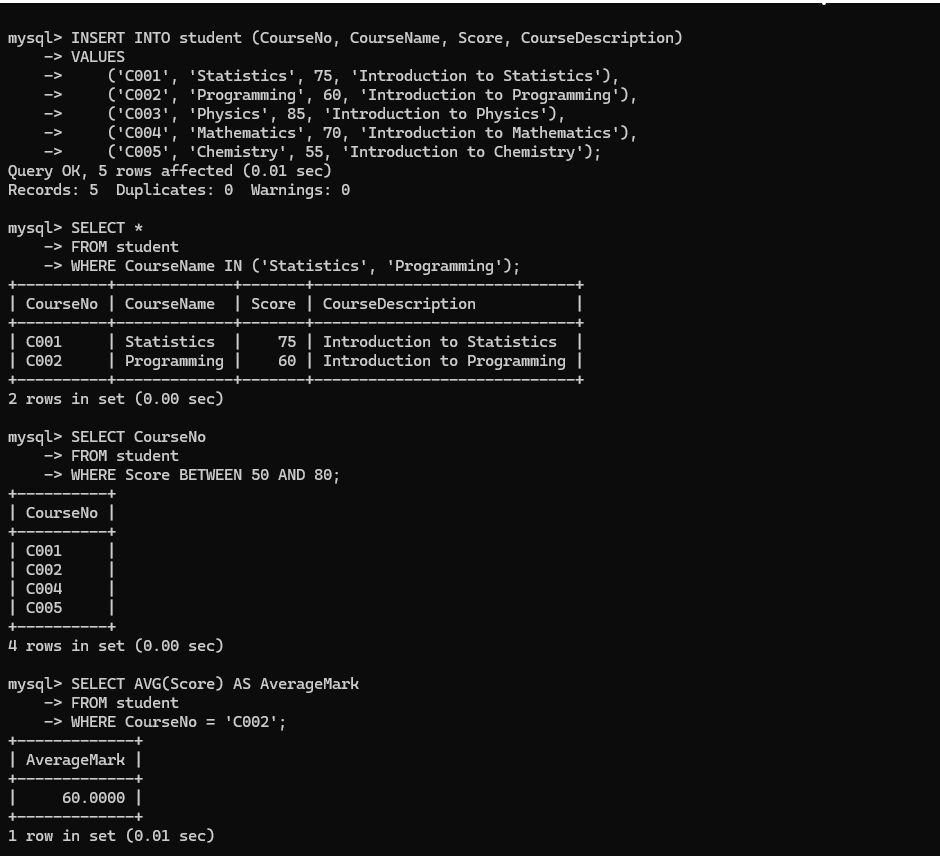 mysql> INSERT INTO student (CourseNo, CourseName, Score, CourseDescription)
    -> VALUES
    ->     ('C001', 'Statistics', 75, 'Introduction to Statistics'),
    ->     ('C002', 'Programming', 60, 'Introduction to Programming'),
    ->     ('C003', 'Physics', 85, 'Introduction to Physics'),
    ->     ('C004', 'Mathematics', 70, 'Introduction to Mathematics'),
    ->     ('C005', 'Chemistry', 55, 'Introduction to Chemistry');
Query OK, 5 rows affected (0.01 sec)
Records: 5  Duplicates: 0  Warnings: 0

mysql> SELECT *
    -> FROM student
    -> WHERE CourseName IN ('Statistics', 'Programming');
+----------+-------------+-------+-----------------------------+
| CourseNo | CourseName  | Score | CourseDescription           |
+----------+-------------+-------+-----------------------------+
| C001     | Statistics  |    75 | Introduction to Statistics  |
| C002     | Programming |    60 | Introduction to Programming |
+----------+-------------+-------+-----------------------------+
2 rows in set (0.00 sec)

mysql> SELECT CourseNo
    -> FROM student
    -> WHERE Score BETWEEN 50 AND 80;
+----------+
| CourseNo |
+----------+
| C001     |
| C002     |
| C004     |
| C005     |
+----------+
4 rows in set (0.00 sec)

mysql> SELECT AVG(Score) AS AverageMark
    -> FROM student
    -> WHERE CourseNo = 'C002';
+-------------+
| AverageMark |
+-------------+
|     60.0000 |
+-------------+
1 row in set (0.01 sec)